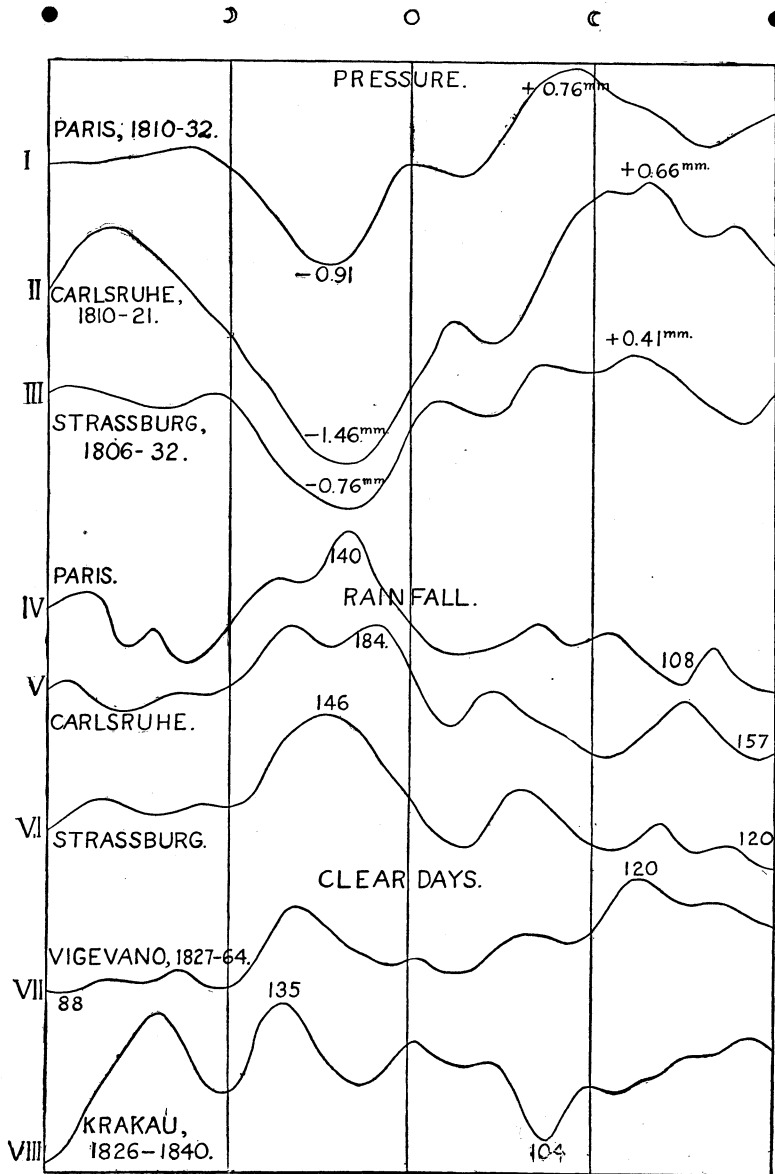 PRESSURE.
+ 0.76mm
PARIS, 1810-32.
I
+0.66mm.
-0.91
II
CARLSRUHE,
1810-21.
+0.41mm.
III
STRASSBURG,
1806-32.
-1.46mm.
-0.76mm
140
PARIS.
IV
RAINFALL.
184.
108
V
CARLSRUHE.
146
157
VI
STRASSBURG.
120
CLEAR DAYS.
120
VIGEVANO, 1827-64.
VII
88
135
KRAKAU,
1826-1840.
VIII
104